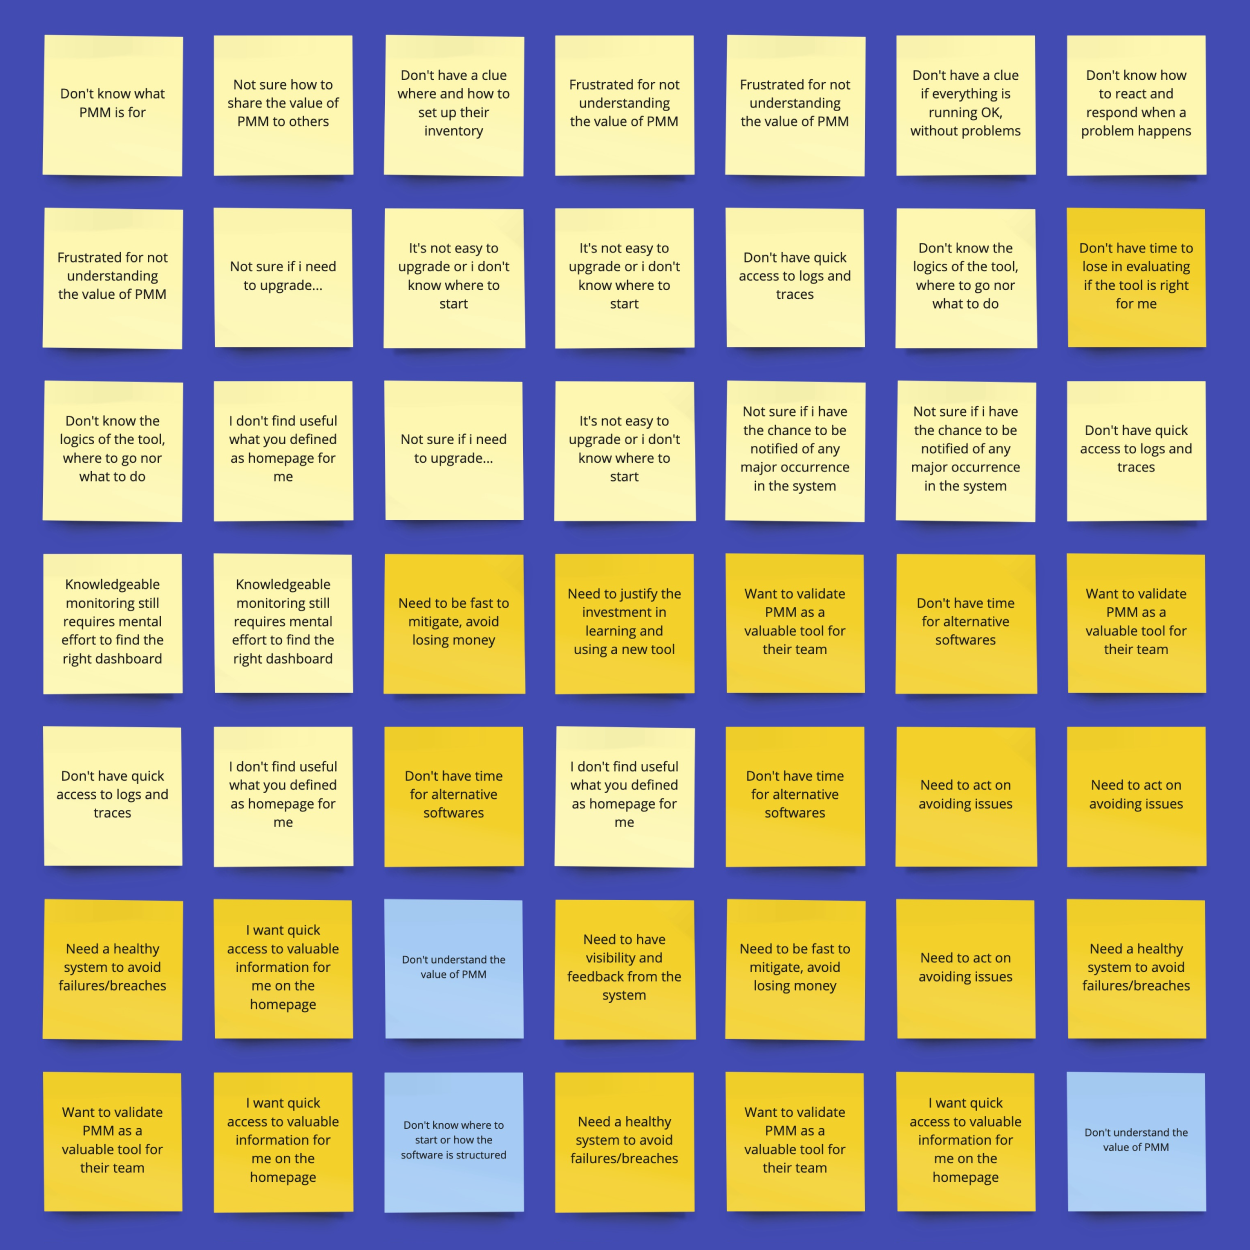 Don't know what
PMM is for
Not sure how to
share the value of
PMM to others
Don't have a clue
where and how to
set up their
inventory
Frustrated for not
understanding
the value of PMM
Frustrated for not
understanding
the value of PMM
Don't have a clue
if everything is
running OK,
without problems
Don't know how
to react and
respond when a
problem happens
Frustrated for not
understanding
the value of PMM
Not sure if i need
to upgrade...
It's not easy to
upgrade or i don't
know where to
start
It's not easy to
upgrade or i don't
know where to
start
Don't have quick
access to logs and
traces
Don't know the
logics of the tool,
where to go nor
what to do
Don't have time to
lose in evaluating
if the tool is right
for me
Don't know the
logics of the tool,
where to go nor
what to do
I don't find useful
what you defined
as homepage for
me
Not sure if i need
to upgrade...
It's not easy to
upgrade or i don't
know where to
start
Not sure if i have
the chance to be
notified of any
major occurrence
in the system
Not sure if i have
the chance to be
notified of any
major occurrence
in the system
Don't have quick
access to logs and
traces
Knowledgeable
monitoring still
requires mental
effort to find the
right dashboard
Knowledgeable
monitoring still
requires mental
effort to find the
right dashboard
Need to be fast to
mitigate, avoid
losing money
Need to justify the
investment in
learning and
using a new tool
Want to validate
PMM as a
valuable tool for
their team
Don't have time
for alternative
softwares
Want to validate
PMM as a
valuable tool for
their team
Don't have quick
access to logs and
traces
I don't find useful
what you defined
as homepage for
me
Don't have time
for alternative
softwares
I don't find useful
what you defined
as homepage for
me
Don't have time
for alternative
softwares
Need to act on
avoiding issues
Need to act on
avoiding issues
Need a healthy
system to avoid
failures/breaches
I want quick
access to valuable
information for
me on the
homepage
Don't understand the
value of PMM
Need to have
visibility and
feedback from the
system
Need to be fast to
mitigate, avoid
losing money
Need to act on
avoiding issues
Need a healthy
system to avoid
failures/breaches
Want to validate
PMM as a
valuable tool for
their team
I want quick
access to valuable
information for
me on the
homepage
Don't know where to
start or how the
software is structured
Need a healthy
system to avoid
failures/breaches
Want to validate
PMM as a
valuable tool for
their team
I want quick
access to valuable
information for
me on the
homepage
Don't understand the
value of PMM